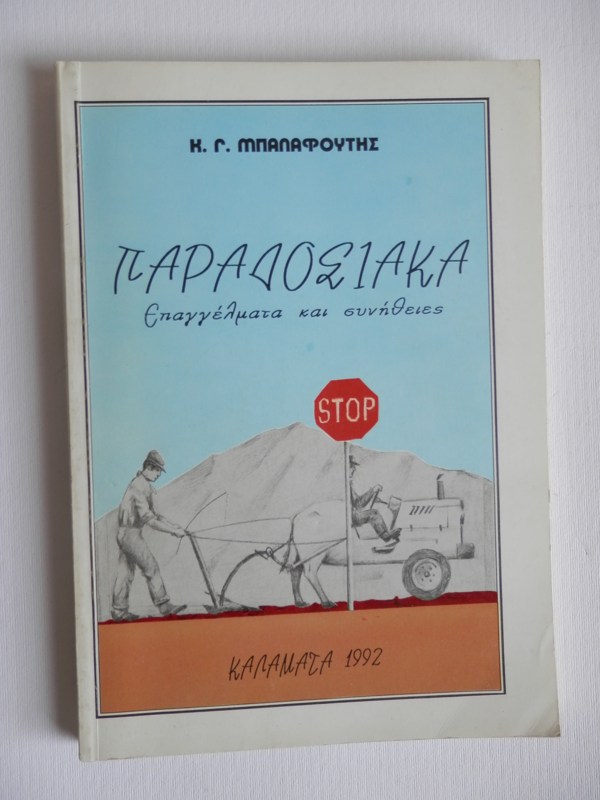 Κ. Γ. ΜΠΑΛΑΦΟΥΤΗΣ
ΠΑΡΑΔΟΣΙΑΚΑ
Επαγγέλματα και συνήθειες
STOP
ΚΑΛΑΜΑΤΑ 1992